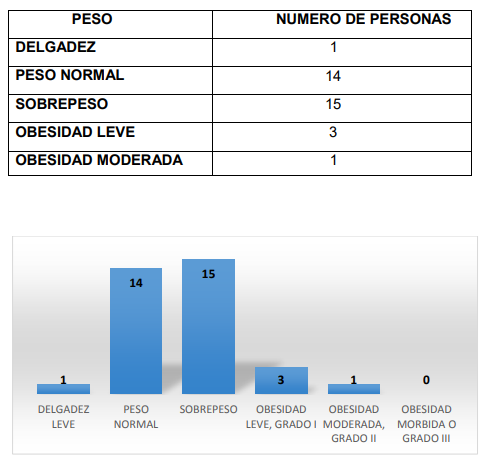 PESO NUMERO DE PERSONAS
DELGADEZ 1
PESO NORMAL 14
SOBREPESO 15
OBESIDAD LEVE 3
OBESIDAD MODERADA 1
1 14 15 3 1 0
DELGADEZ LEVE
PESO NORMAL
SOBREPESO
OBESIDAD LEVE, GRADO I
OBESIDAD MODERADA, GRADO II
OBESIDAD MORBIDA O GRADO III